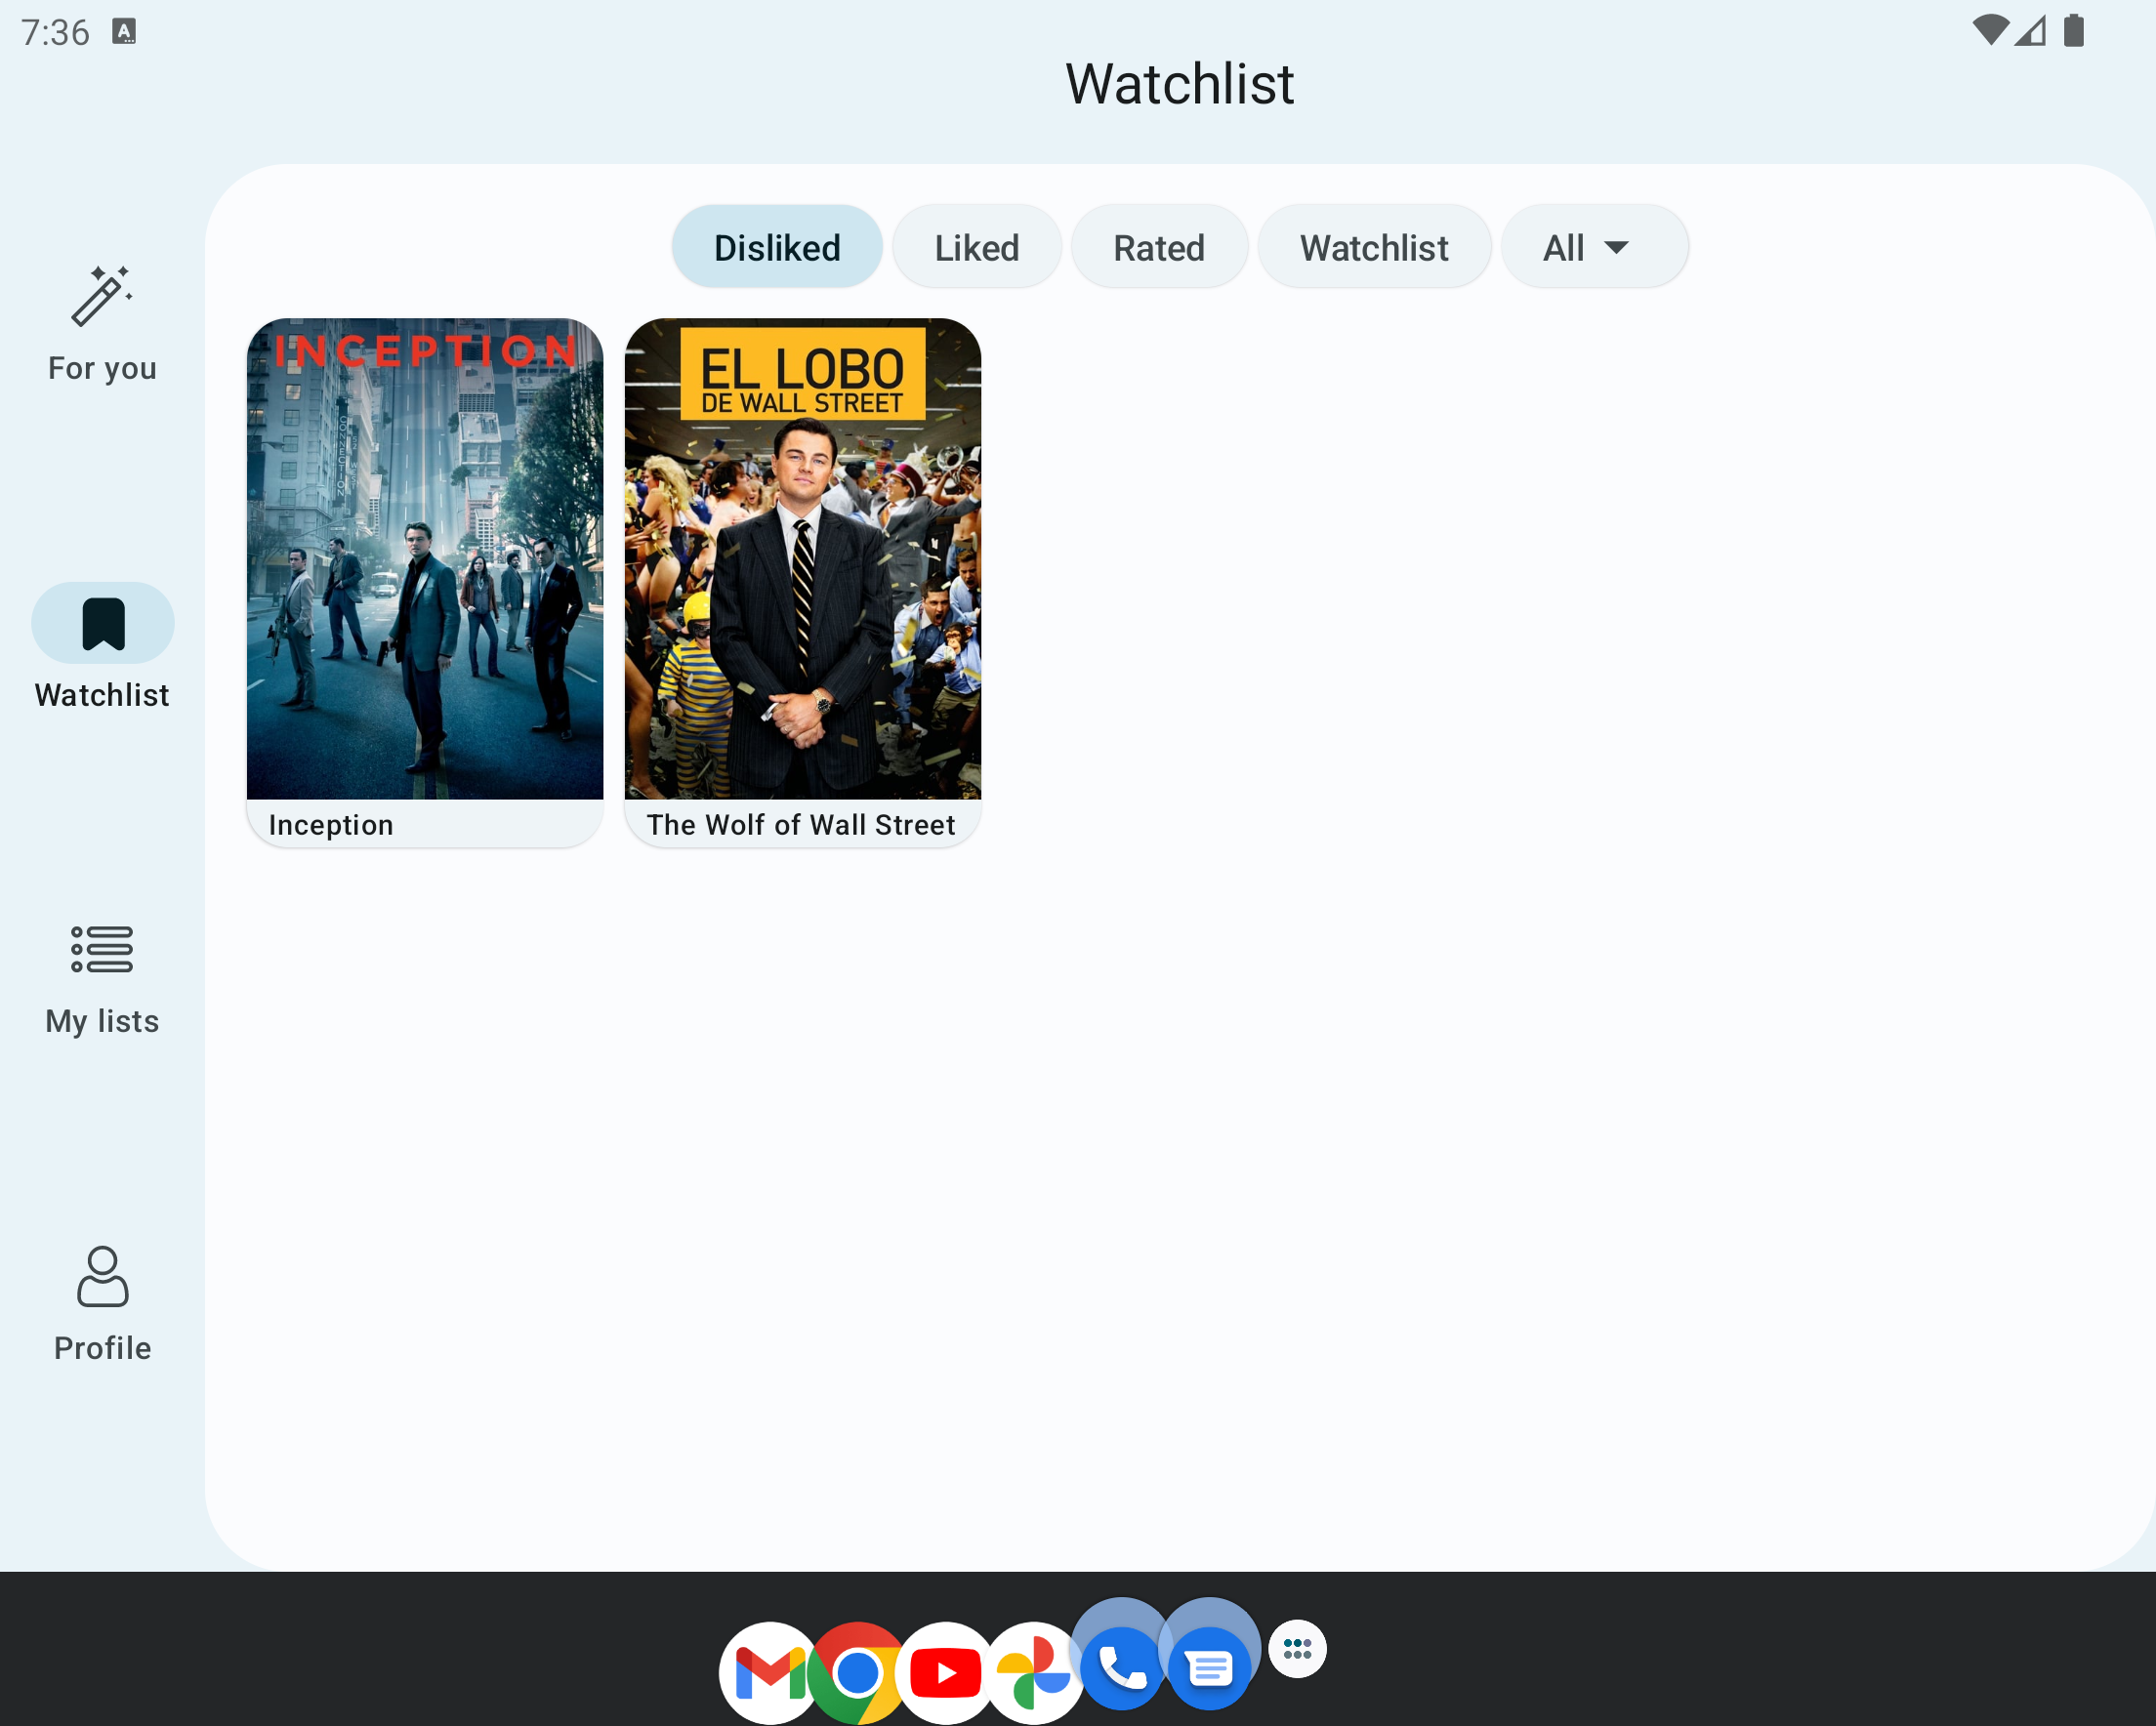 7:36
Watchlist
Disliked
Liked
Rated
Watchlist
All
For you
Watchlist
My lists
Profile
INCEPTION
EL LOBO
DE WALL STREET
Inception
The Wolf of Wall Street